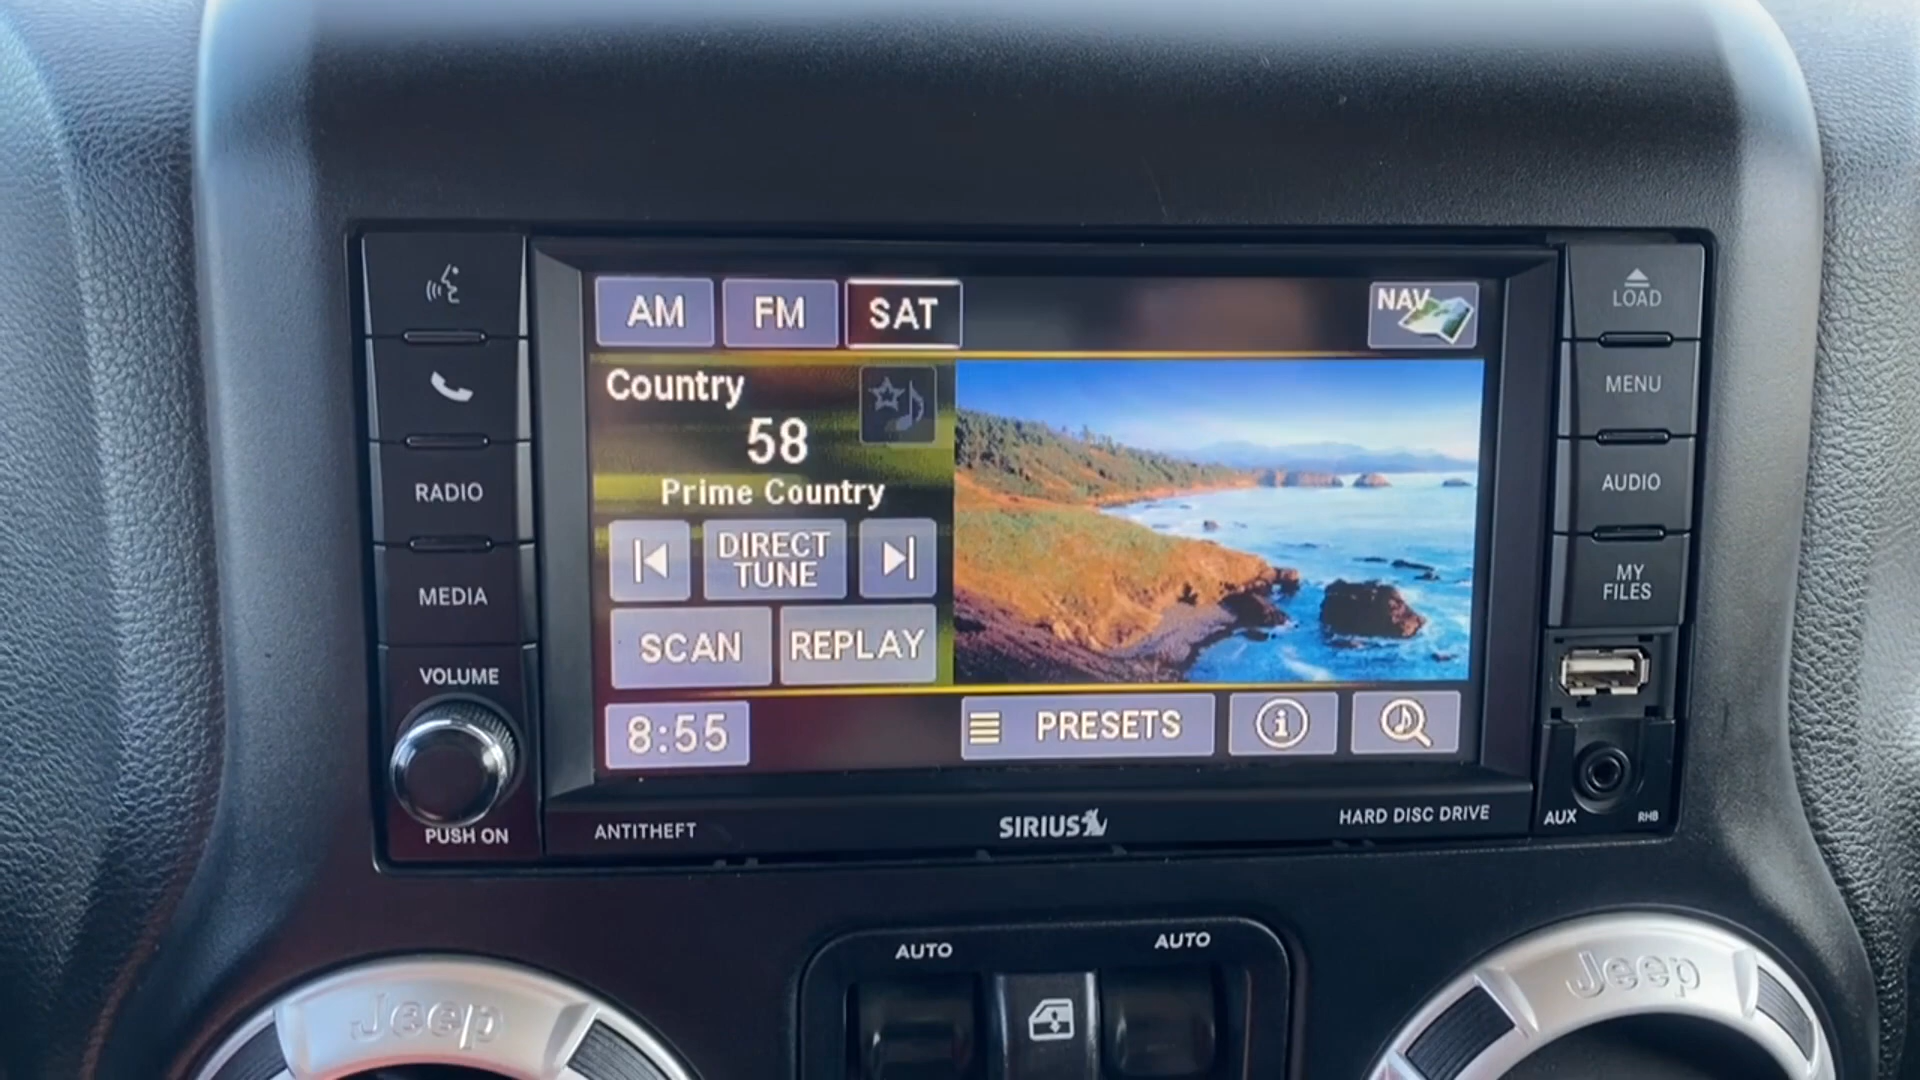 AM FM SAT NAV
LOAD
Country
MENU
58
Prime Country
RADIO
AUDIO
DIRECT
TUNE
MY
FILES
MEDIA
SCAN REPLAY
VOLUME
8:55
PRESETS
i
PUSH ON
ANTITHEFT
SIRIUS
HARD DISC DRIVE
AUX
RHB
AUTO
AUTO
Jeep
Jeep